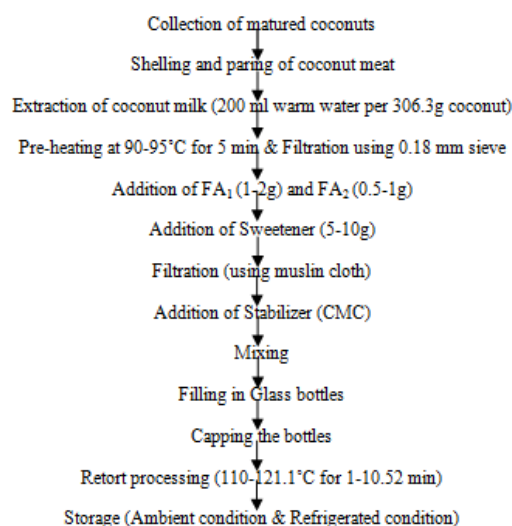 Collection of matured coconuts
Shelling and paring of coconut meat
Extraction of coconut milk (200 ml warm water per 306.3g coconut)
Pre-heating at 90-95°C for 5 min & Filtration using 0.18 mm sieve
Addition of FA₁ (1-2g) and FA₂ (0.5-1g)
Addition of Sweetener (5-10g)
Filtration (using muslin cloth)
Addition of Stabilizer (CMC)
Mixing
Filling in Glass bottles
Capping the bottles
Retort processing (110-121.1°C for 1-10.52 min)
Storage (Ambient condition & Refrigerated condition)